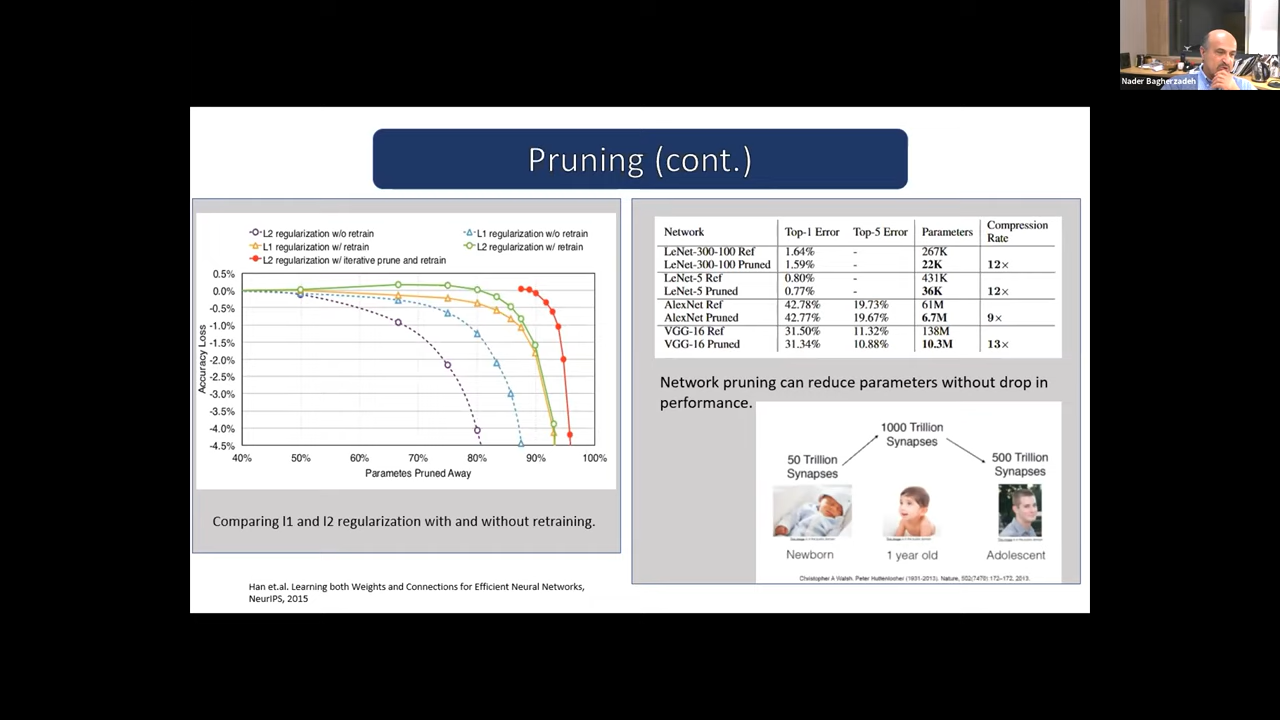 Nader Bagherzadeh
Pruning (cont.)
L2 regularization w/o retrain
L1 regularization w/o retrain
L1 regularization w/ retrain
L2 regularization w/ retrain
L2 regularization w/ iterative prune and retrain
0.5%
0.0%
-0.5%
-1.0%
-1.5%
-2.0%
-2.5%
-3.0%
-3.5%
-4.0%
-4.5%
Accuracy Loss
40% 50% 60% 70% 80% 90% 100%
Parametes Pruned Away
Comparing l1 and l2 regularization with and without retraining.
Han et.al. Learning both Weights and Connections for Efficient Neural Networks,
NeurIPS, 2015
Network Top-1 Error Top-5 Error Parameters Compression
Rate
LeNet-300-100 Ref 1.64% - 267K
LeNet-300-100 Pruned 1.59% - 22K 12×
LeNet-5 Ref 0.80% - 431K
LeNet-5 Pruned 0.77% - 36K 12×
AlexNet Ref 42.78% 19.73% 61M
AlexNet Pruned 42.77% 19.67% 6.7M 9×
VGG-16 Ref 31.50% 11.32% 138M
VGG-16 Pruned 31.34% 10.88% 10.3M 13×
Network pruning can reduce parameters without drop in
performance.
1000 Trillion
Synapses
50 Trillion
Synapses
500 Trillion
Synapses
Newborn
1 year old
Adolescent
Christopher A Walsh. Peter Huttenlocher (1931-2013). Nature, 502(7470) 172–172, 2013.